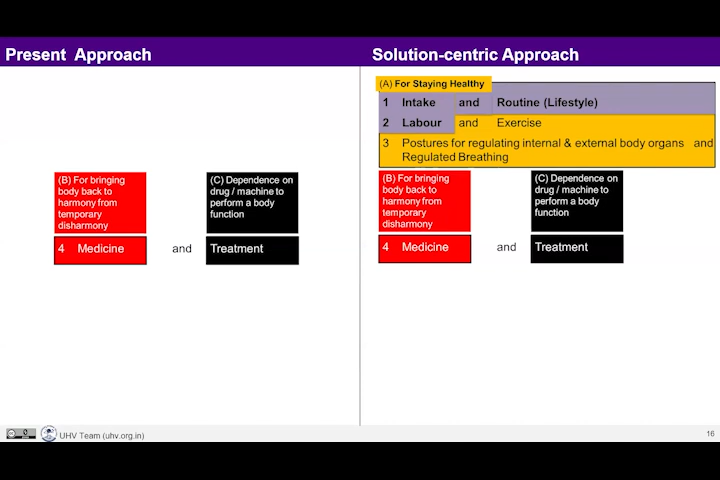 Present Approach
Solution-centric Approach
(A) For Staying Healthy
1 Intake and Routine (Lifestyle)
2 Labour and Exercise
3 Postures for regulating internal & external body organs and
Regulated Breathing
(B) For bringing
body back to
harmony from
temporary
disharmony
(C) Dependence on
drug / machine to
perform a body
function
4 Medicine and Treatment
(B) For bringing
body back to
harmony from
temporary
disharmony
(C) Dependence on
drug / machine to
perform a body
function
4 Medicine and Treatment
UHV Team (uhv.org.in)
16